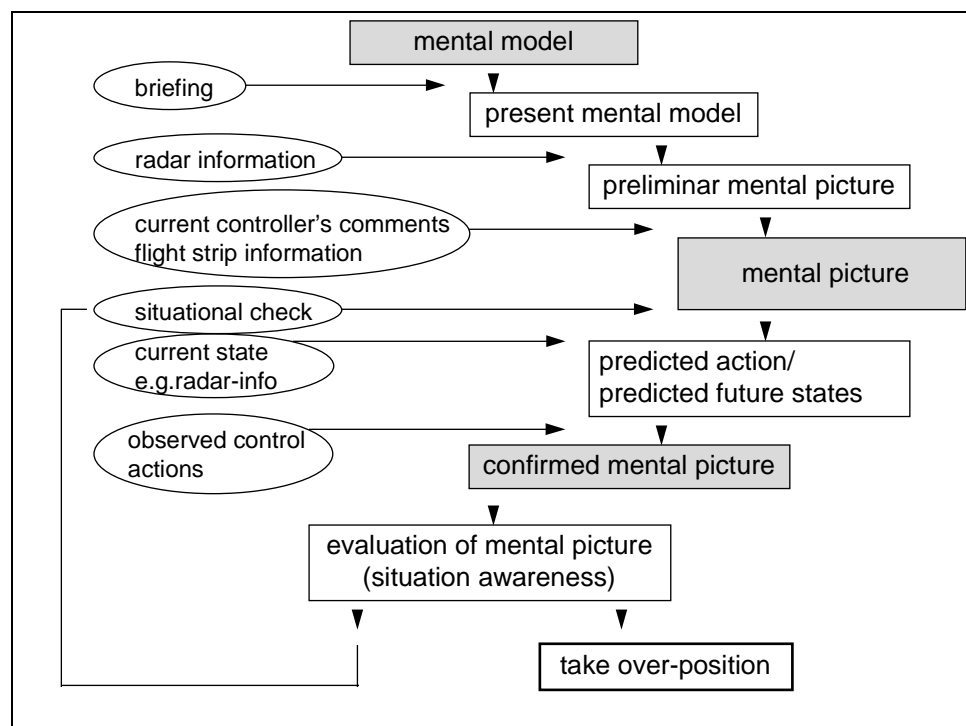 mental model
briefing
present mental model
radar information
preliminar mental picture
current controller's comments
flight strip information
mental picture
situational check
current state
e.g.radar-info
predicted action/
predicted future states
observed control
actions
confirmed mental picture
evaluation of mental picture
(situation awareness)
take over-position